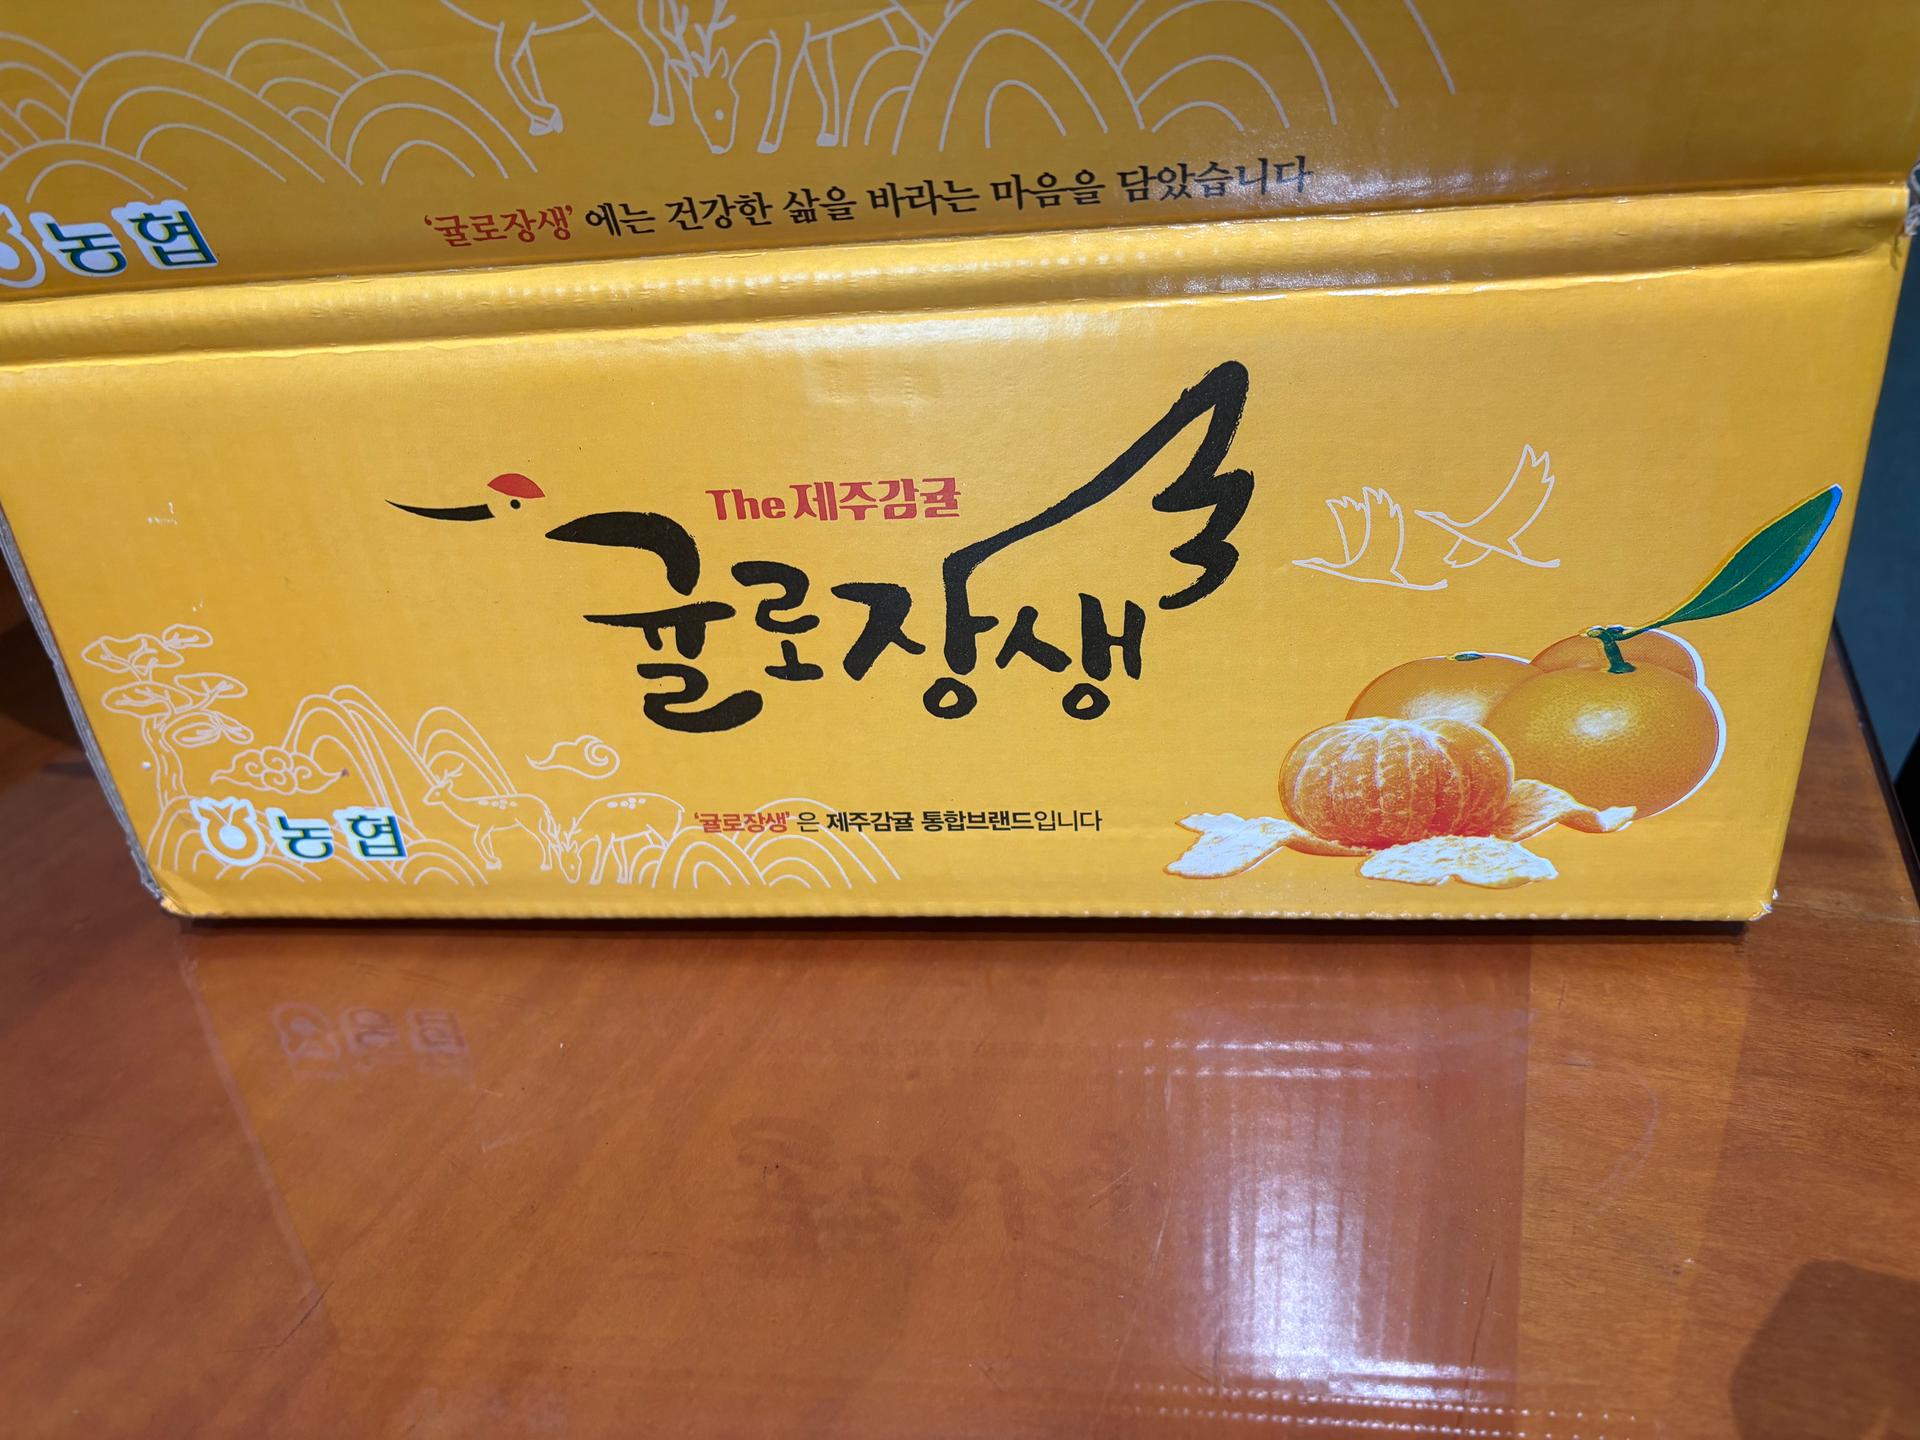 '귤로장생' 에는 건강한 삶을 바라는 마음을 담았습니다
농협
The 제주감귤
귤로장생
'귤로장생' 은 제주감귤 통합브랜드입니다
농협